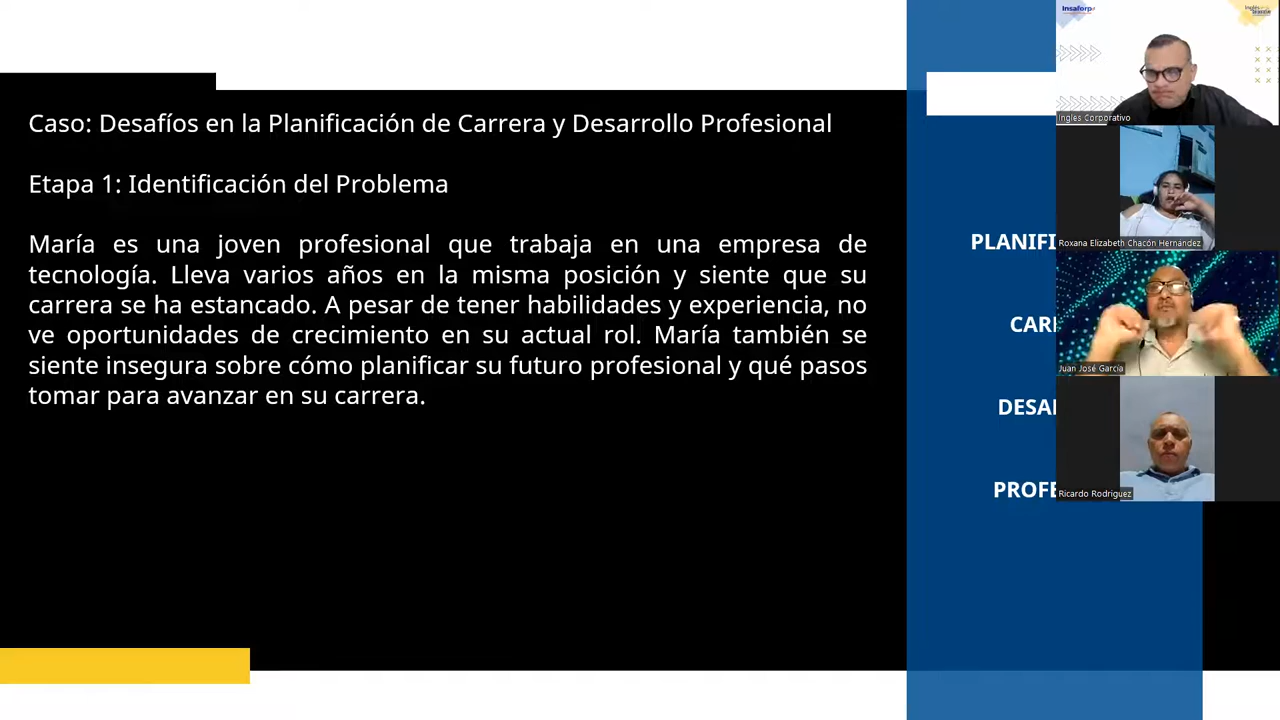 Caso: Desafíos en la Planificación de Carrera y Desarrollo Profesional
Etapa 1: Identificación del Problema
María es una joven profesional que trabaja en una empresa de
tecnología. Lleva varios años en la misma posición y siente que su
carrera se ha estancado. A pesar de tener habilidades y experiencia, no
ve oportunidades de crecimiento en su actual rol. María también se
siente insegura sobre cómo planificar su futuro profesional y qué pasos
tomar para avanzar en su carrera.
PLANIFI
CARR
DESAR
PROFE
Insaforp
Ingles Corporativo
Roxana Elizabeth Chacón Hernández
Juan José García
Ricardo Rodriguez